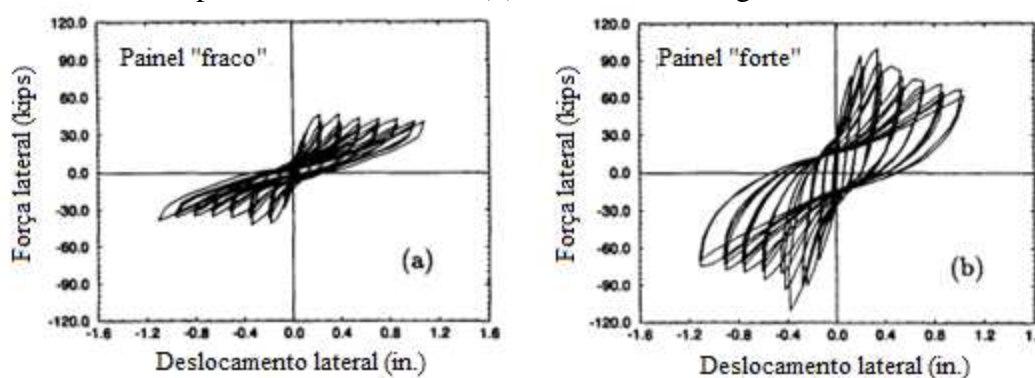 120.0
90.0
60.0
30.0
0.0
-30.0
-60.0
-90.0
-120.0
-1.6 -1.2 -0.8 -0.4 0.0 0.4 0.8 1.2 1.6
Força lateral (kips)
Painel "fraco"
(a)
Deslocamento lateral (in.)
120.0
90.0
60.0
30.0
0.0
-30.0
-60.0
-90.0
-120.0
-1.6 -1.2 -0.8 -0.4 0.0 0.4 0.8 1.2
Força lateral (kips)
Painel "forte"
(b)
Deslocamento lateral (in.)